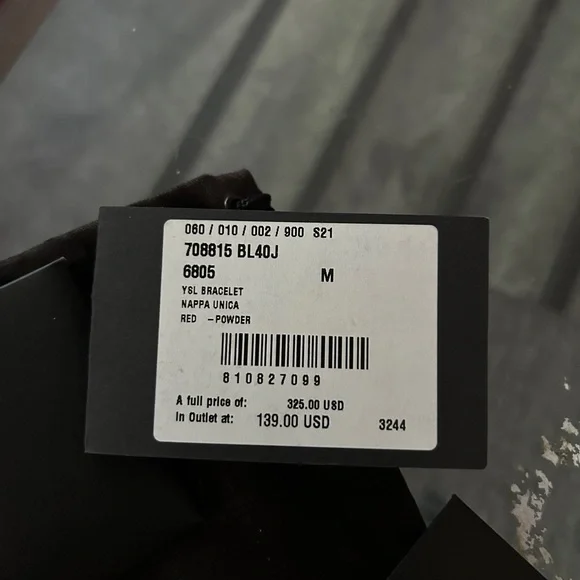 060 / 010 / 002 / 900 S21
708815 BL40J
6805 M
YSL BRACELET
NAPPA UNICA
RED -POWDER
810827099
A full price of: 325.00 USD
In Outlet at: 139.00 USD 3244